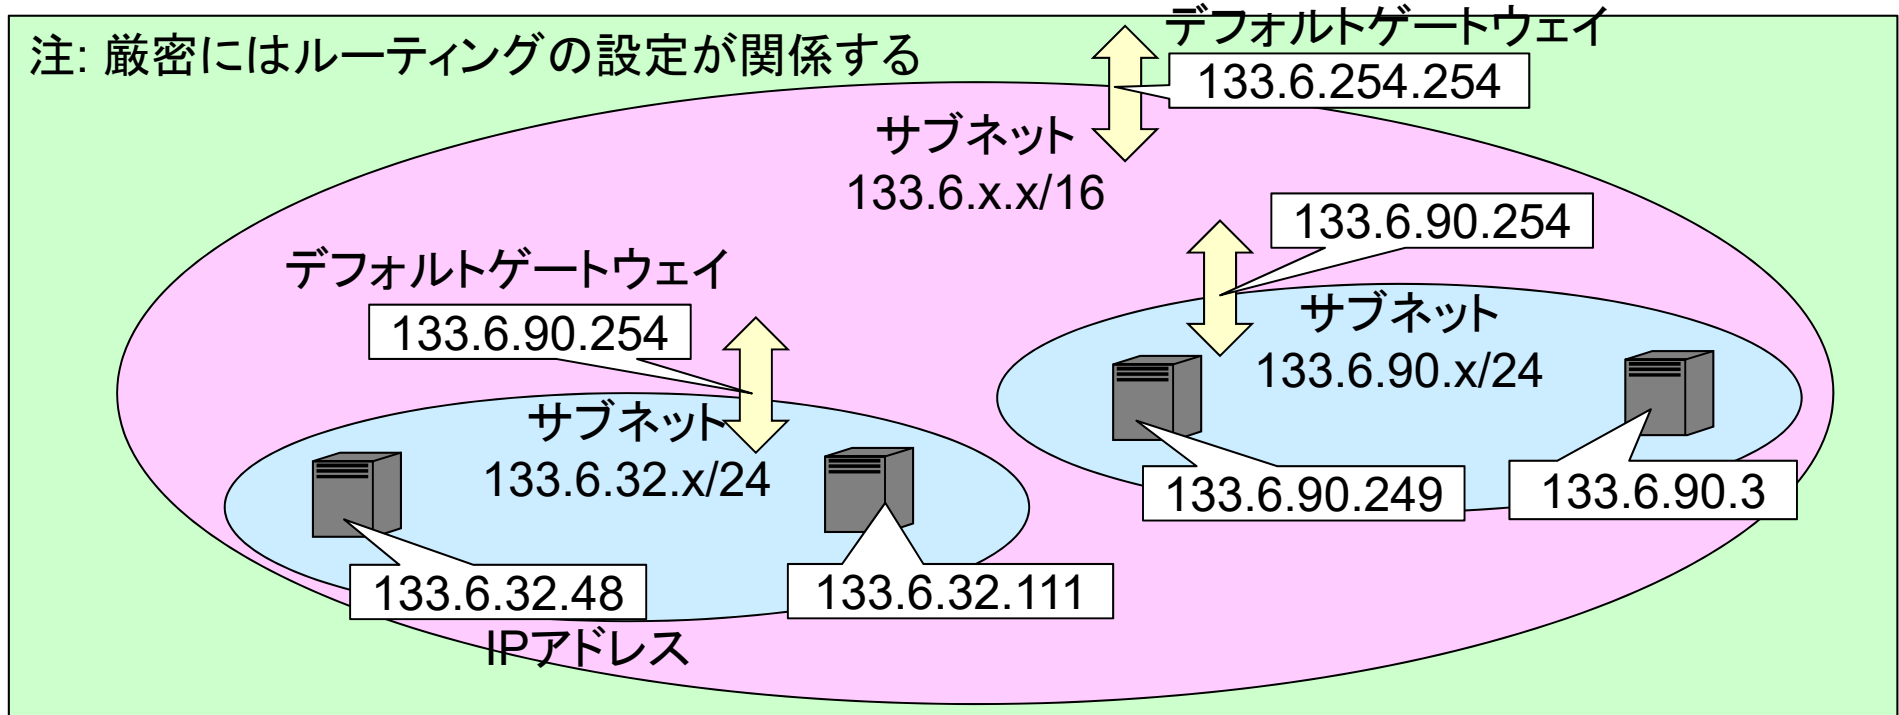 デフォルトゲートウェイ
注: 厳密にはルーティングの設定が関係する
133.6.254.254
サブネット
133.6.x.x/16
133.6.90.254
デフォルトゲートウェイ
133.6.90.254
サブネット
133.6.90.x/24
サブネット
133.6.32.x/24
133.6.90.249
133.6.90.3
133.6.32.48
133.6.32.111
IPアドレス